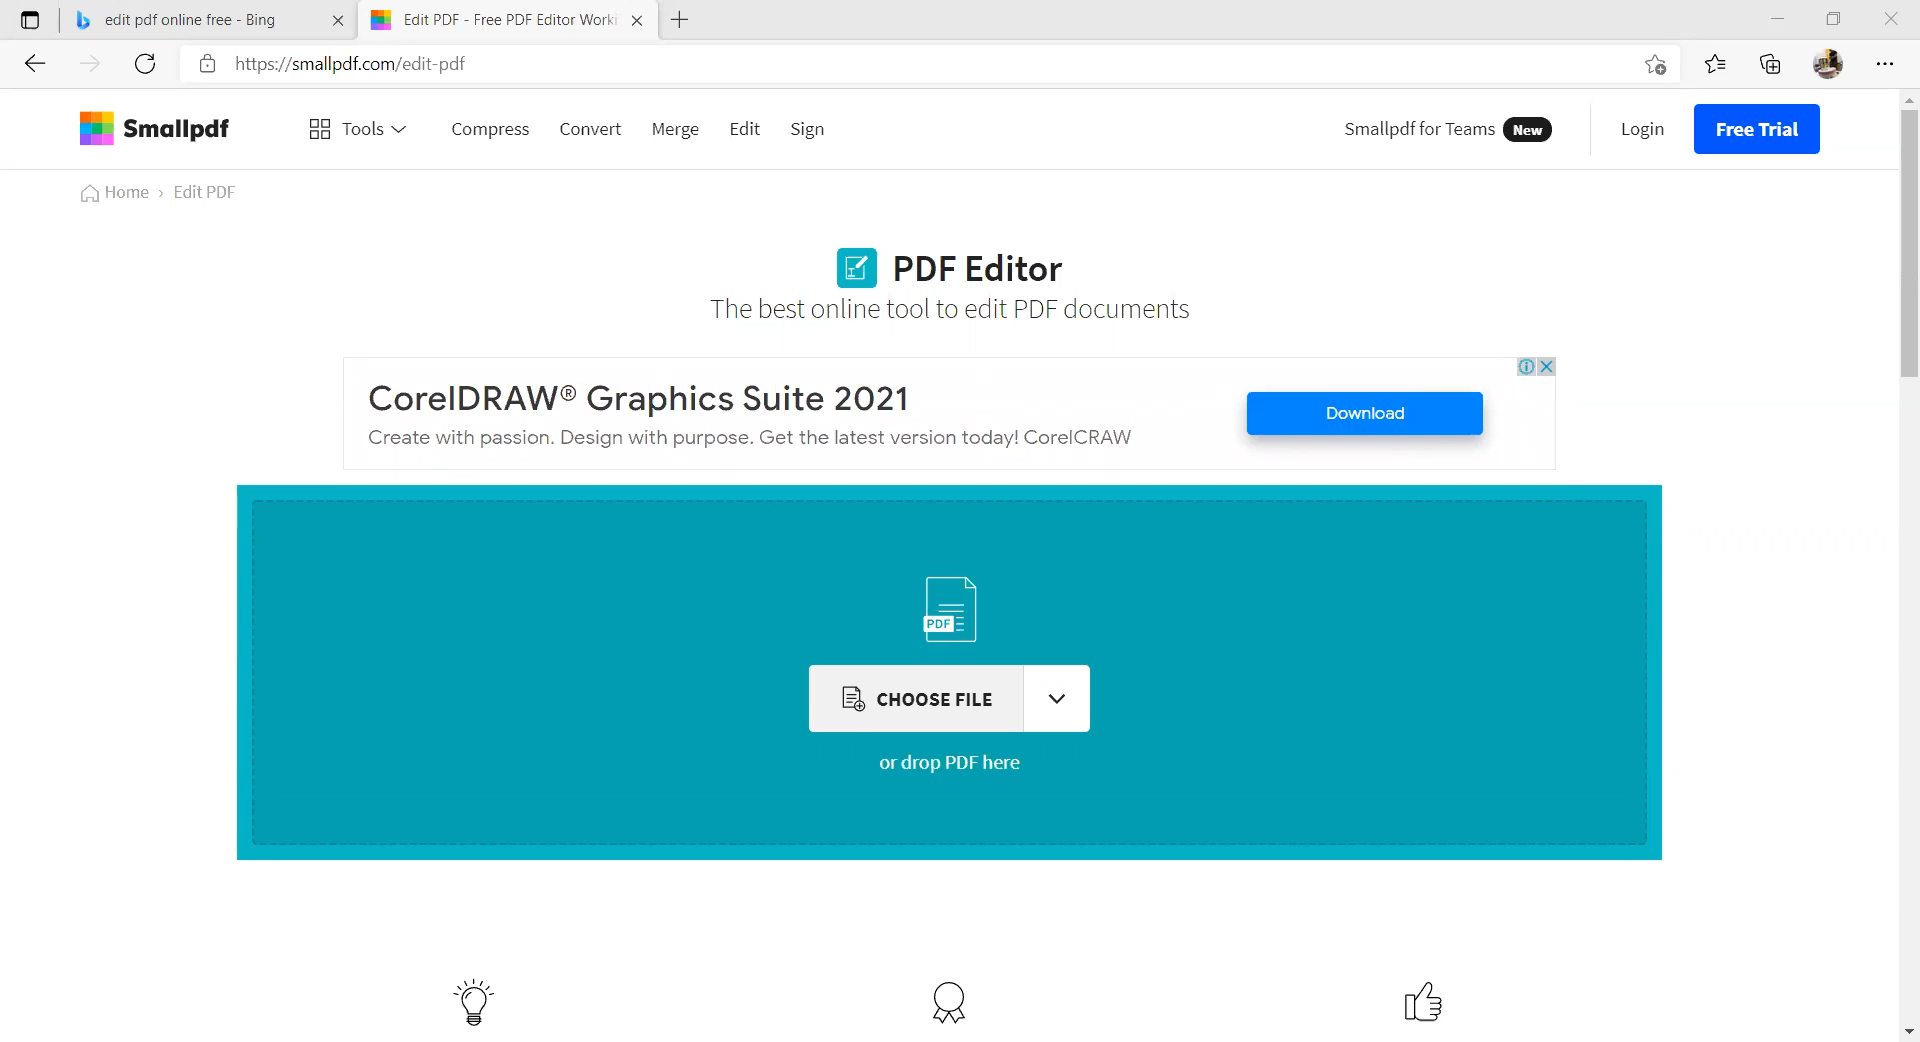 edit pdf online free - Bing
Edit PDF - Free PDF Editor Worki
https://smallpdf.com/edit-pdf
Smallpdf
Tools
Compress
Convert
Merge
Edit
Sign
Smallpdf for Teams
New
Login
Free Trial
Home › Edit PDF
PDF Editor
The best online tool to edit PDF documents
CorelDRAW® Graphics Suite 2021
Create with passion. Design with purpose. Get the latest version today! CorelCRAW
Download
PDF
CHOOSE FILE
or drop PDF here